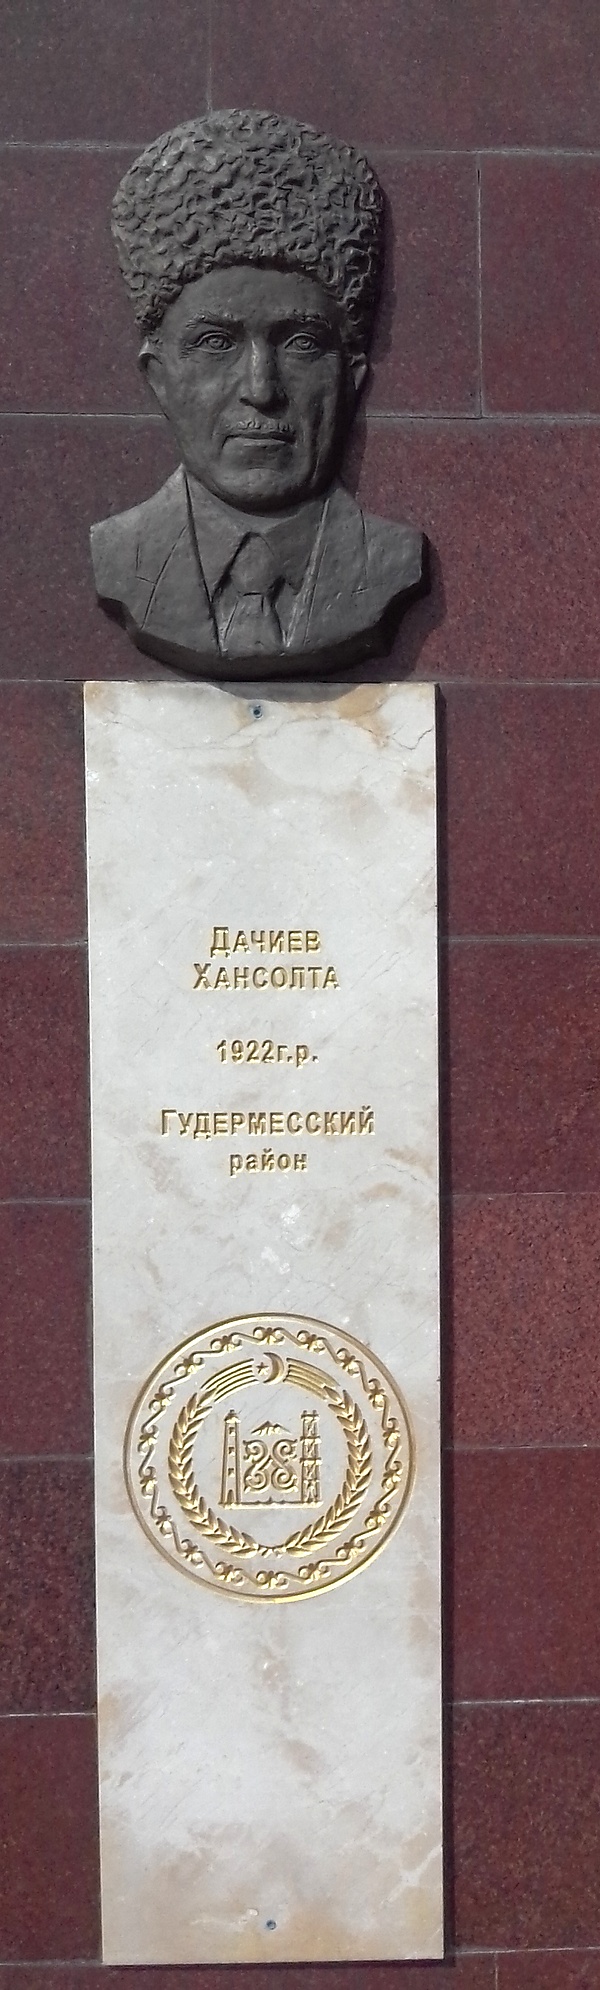 Дачиев
Хансолта
1922г.р.
Гудермесский
район